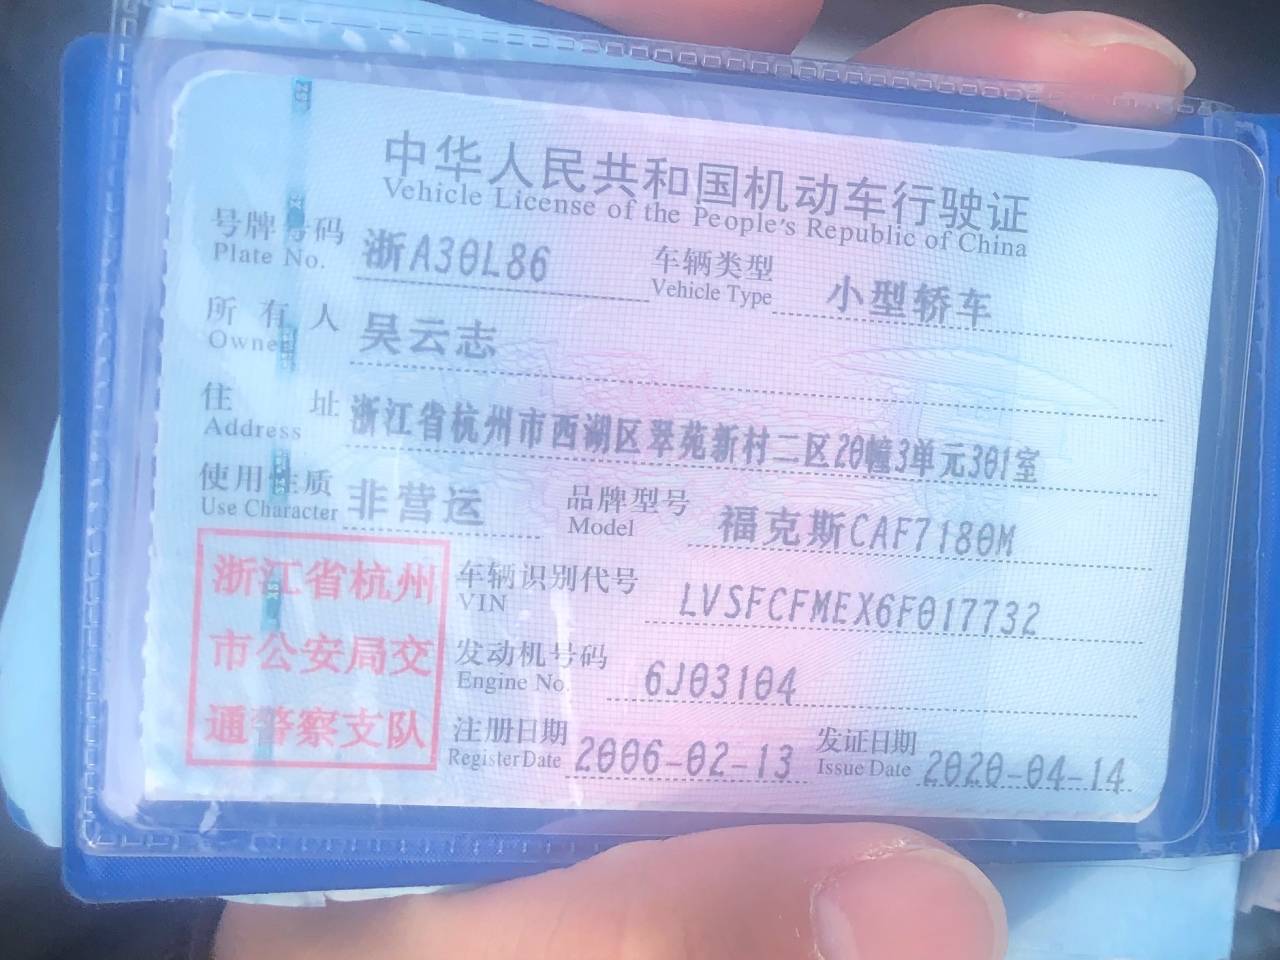 中华人民共和国机动车行驶证
Vehicle License of the People's Republic of China
号牌号码 浙A30L86 车辆类型 小型轿车
Plate No. Vehicle Type
所有人 吴云志
Owner
住址 浙江省杭州市西湖区翠苑新村二区20幢3单元301室
Address
使用性质 非营运 品牌型号 福克斯CAF7180M
Use Character Model
浙江省杭州
市公安局交
通警察支队
车辆识别代号 LVSFCFMEX6F017732
VIN
发动机号码 6J03104
Engine No.
注册日期 2006-02-13 发证日期 2020-04-14
Register Date Issue Date